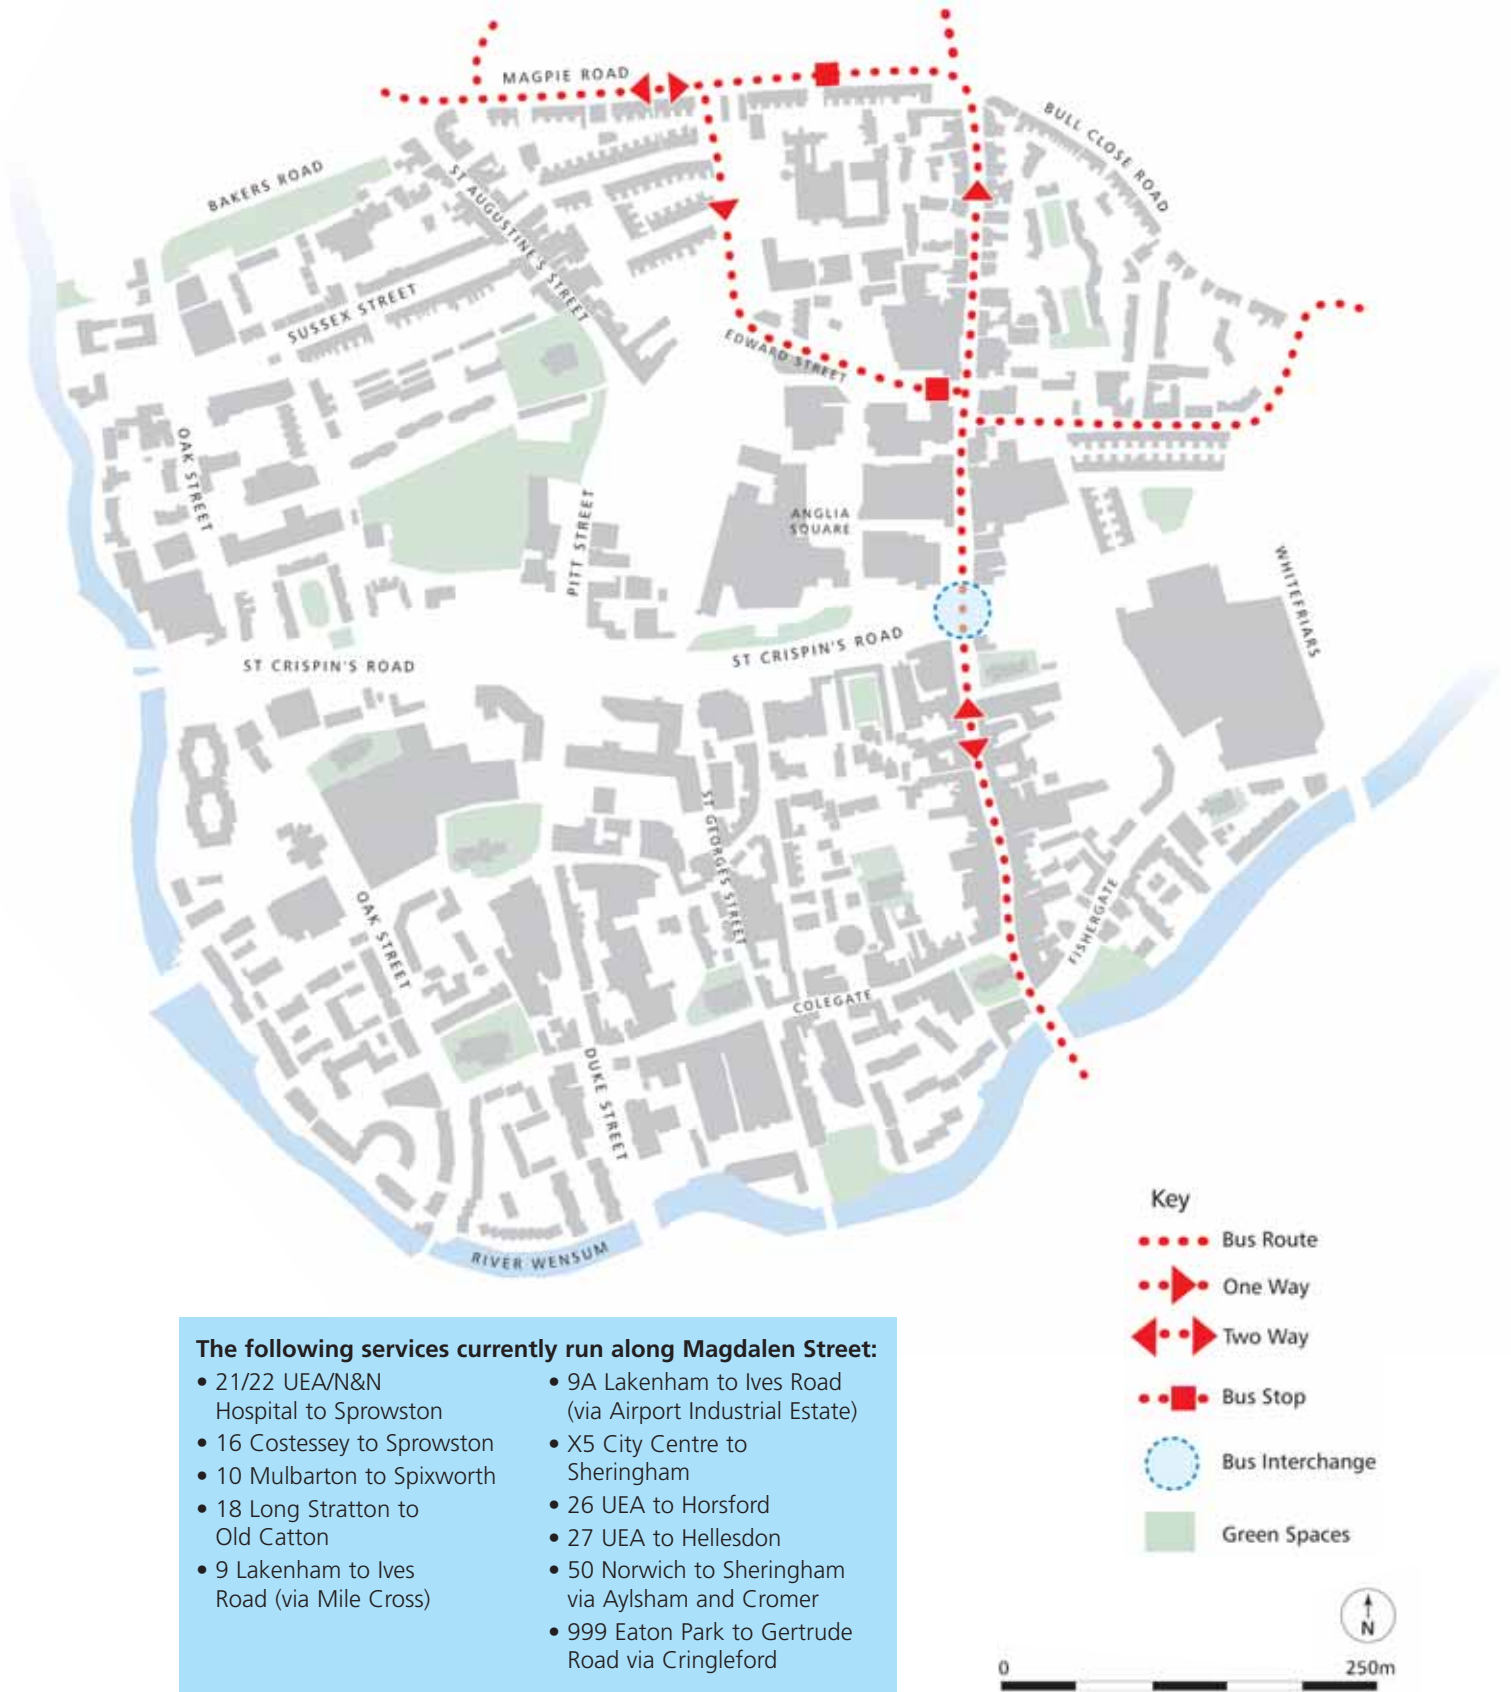 MAGPIE ROAD
BULL CLOSE ROAD
BAKERS ROAD
ST AUGUSTINE'S STREET
SUSSEX STREET
EDWARD STREET
OAK STREET
PITT STREET
ANGLIA
SQUARE
WHITEFRIARS
ST CRISPIN'S ROAD
ST CRISPIN'S ROAD
ST GEORGES STREET
OAK STREET
FISHERGATE
COLEGATE
DUKE STREET
RIVER WENSUM
Key
Bus Route
One Way
Two Way
Bus Stop
Bus Interchange
Green Spaces
N
0 250m
The following services currently run along Magdalen Street:
• 21/22 UEA/N&N
Hospital to Sprowston
• 16 Costessey to Sprowston
• 10 Mulbarton to Spixworth
• 18 Long Stratton to
Old Catton
• 9 Lakenham to Ives
Road (via Mile Cross)
• 9A Lakenham to Ives Road
(via Airport Industrial Estate)
• X5 City Centre to
Sheringham
• 26 UEA to Horsford
• 27 UEA to Hellesdon
• 50 Norwich to Sheringham
via Aylsham and Cromer
• 999 Eaton Park to Gertrude
Road via Cringleford